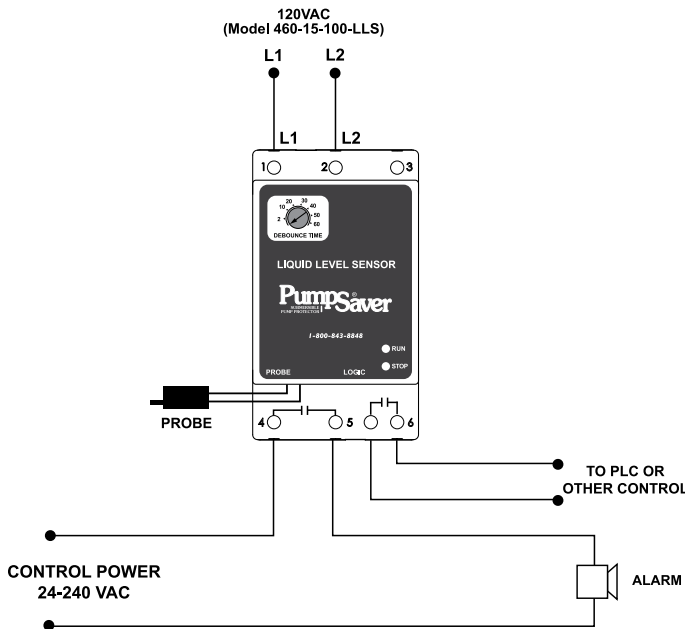 120VAC
(Model 460-15-100-LLS)
L1 L2
L1 L2
1 2 3
2 10 20 30 40 50 60
DEBOUNCE TIME
LIQUID LEVEL SENSOR
PumpSaver®
SUBMERSIBLE
PUMP PROTECTOR
1-800-843-8848
RUN
STOP
PROBE LOGIC
PROBE
4 5 6
TO PLC OR
OTHER CONTROL
CONTROL POWER
24-240 VAC
ALARM